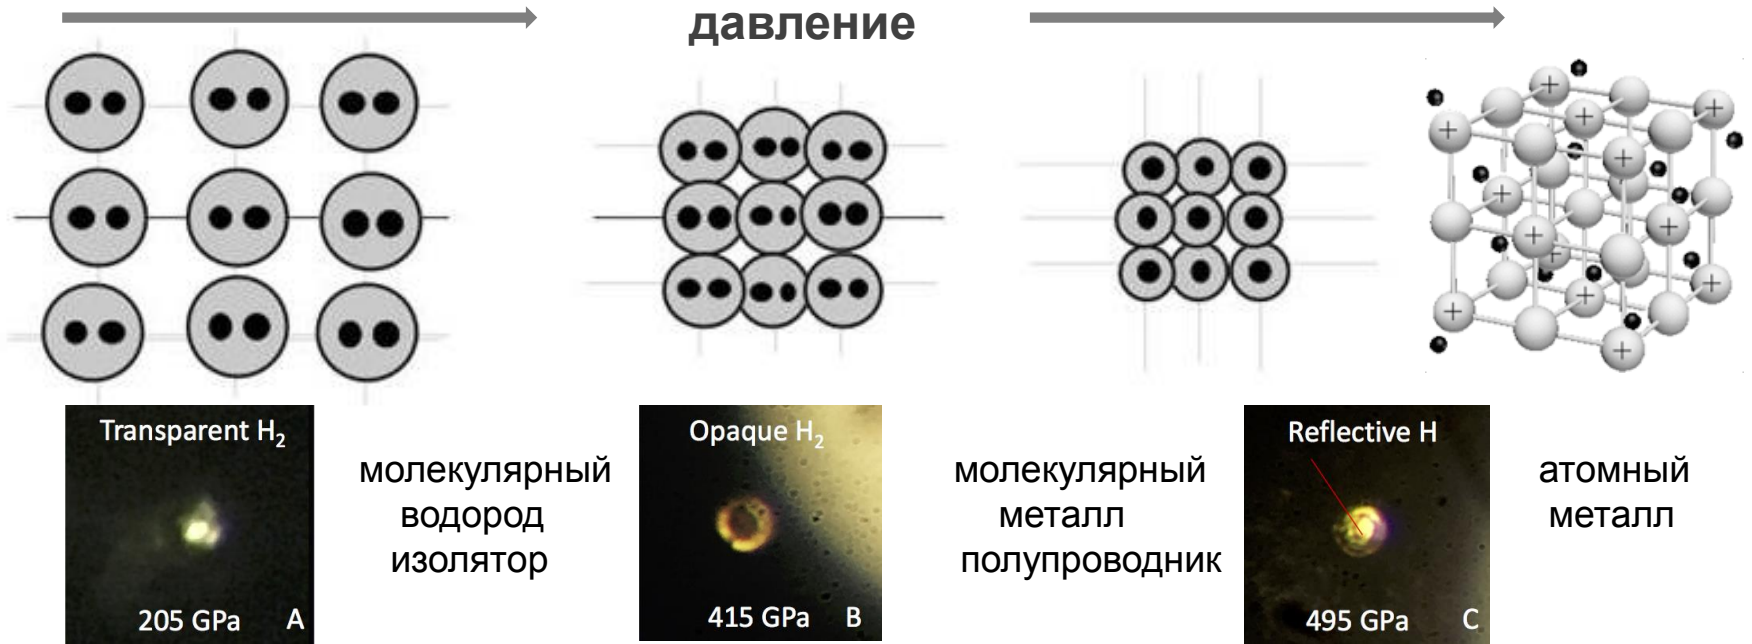 давление
Transparent H₂
205 GPa A
молекулярный
водород
изолятор
Opaque H₂
415 GPa B
молекулярный
металл
полупроводник
Reflective H
495 GPa C
атомный
металл